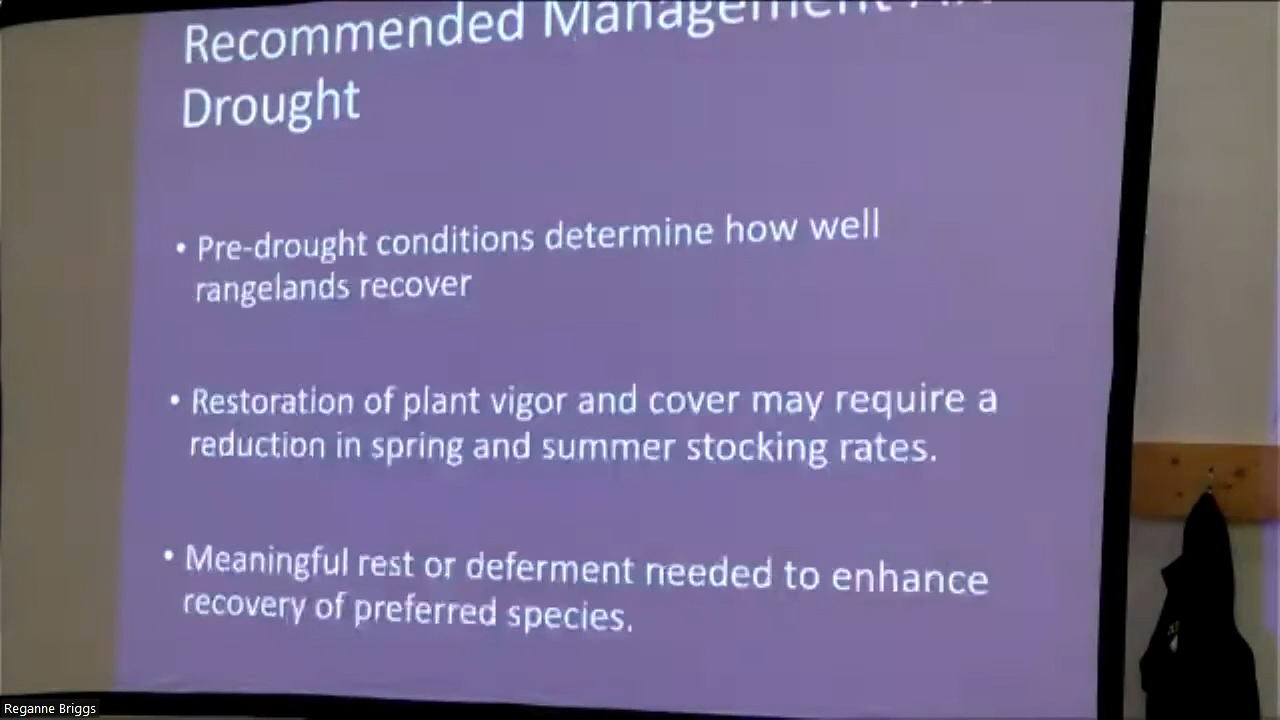 Recommended Management
Drought
• Pre-drought conditions determine how well
rangelands recover
• Restoration of plant vigor and cover may require a
reduction in spring and summer stocking rates.
• Meaningful rest or deferment needed to enhance
recovery of preferred species.
Reganne Briggs